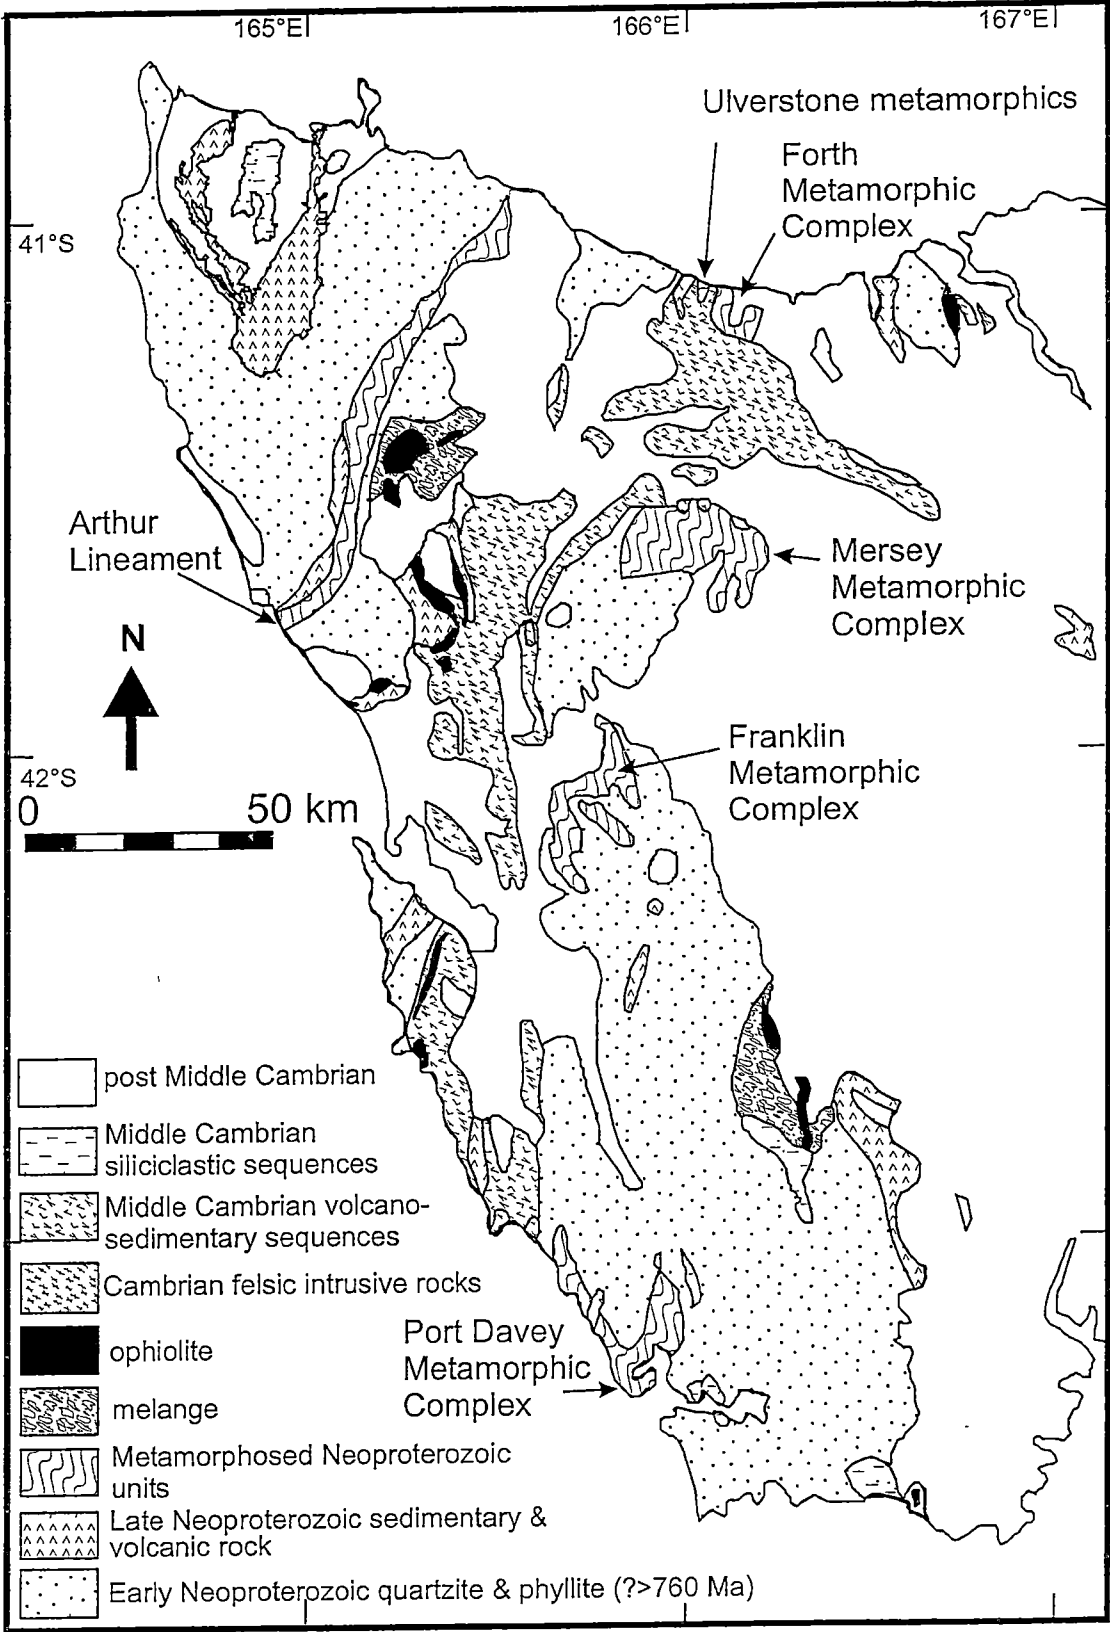 165°E
166°E
167°E
Ulverstone metamorphics
Forth
Metamorphic
Complex
41°S
Arthur
Lineament
Mersey
Metamorphic
Complex
N
42°S
0
50 km
Franklin
Metamorphic
Complex
post Middle Cambrian
Middle Cambrian
siliciclastic sequences
Middle Cambrian volcano-
sedimentary sequences
Cambrian felsic intrusive rocks
ophiolite
melange
Metamorphosed Neoproterozoic
units
Late Neoproterozoic sedimentary &
volcanic rock
Early Neoproterozoic quartzite & phyllite (?>760 Ma)
Port Davey
Metamorphic
Complex